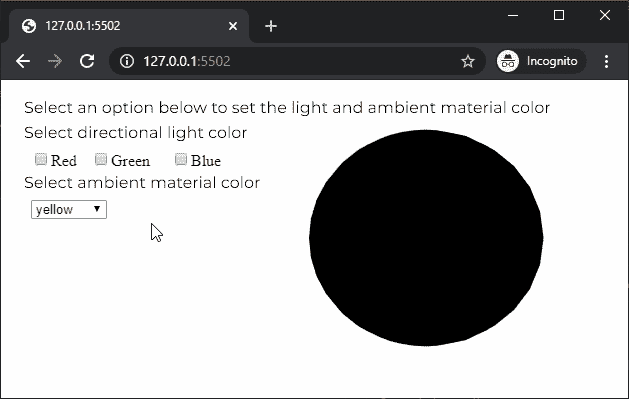 127.0.0.1:5502
127.0.0.1:5502
Incognito
Select an option below to set the light and ambient material color
Select directional light color
Red Green Blue
Select ambient material color
yellow